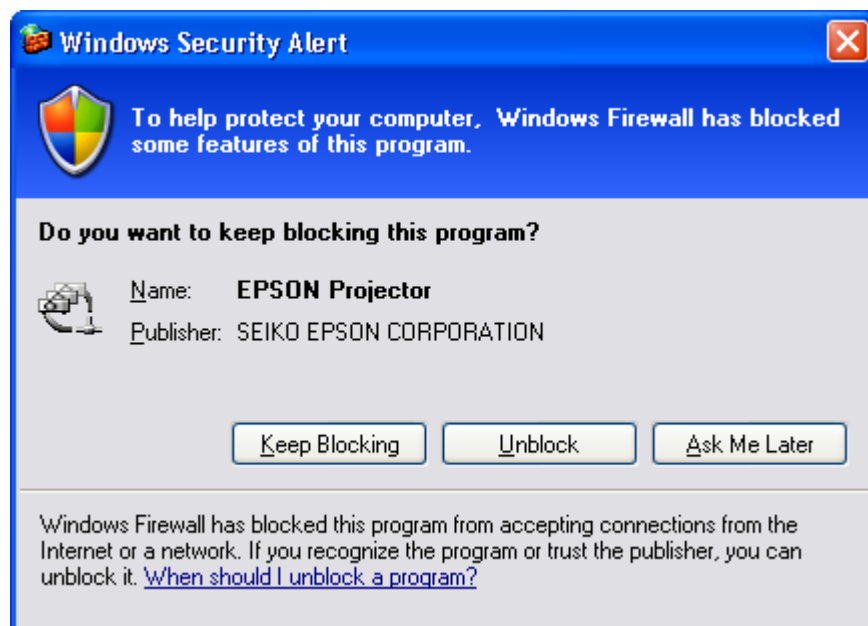 Windows Security Alert
To help protect your computer, Windows Firewall has blocked
some features of this program.
Do you want to keep blocking this program?
Name: EPSON Projector
Publisher: SEIKO EPSON CORPORATION
Keep Blocking Unblock Ask Me Later
Windows Firewall has blocked this program from accepting connections from the
Internet or a network. If you recognize the program or trust the publisher, you can
unblock it. When should I unblock a program?